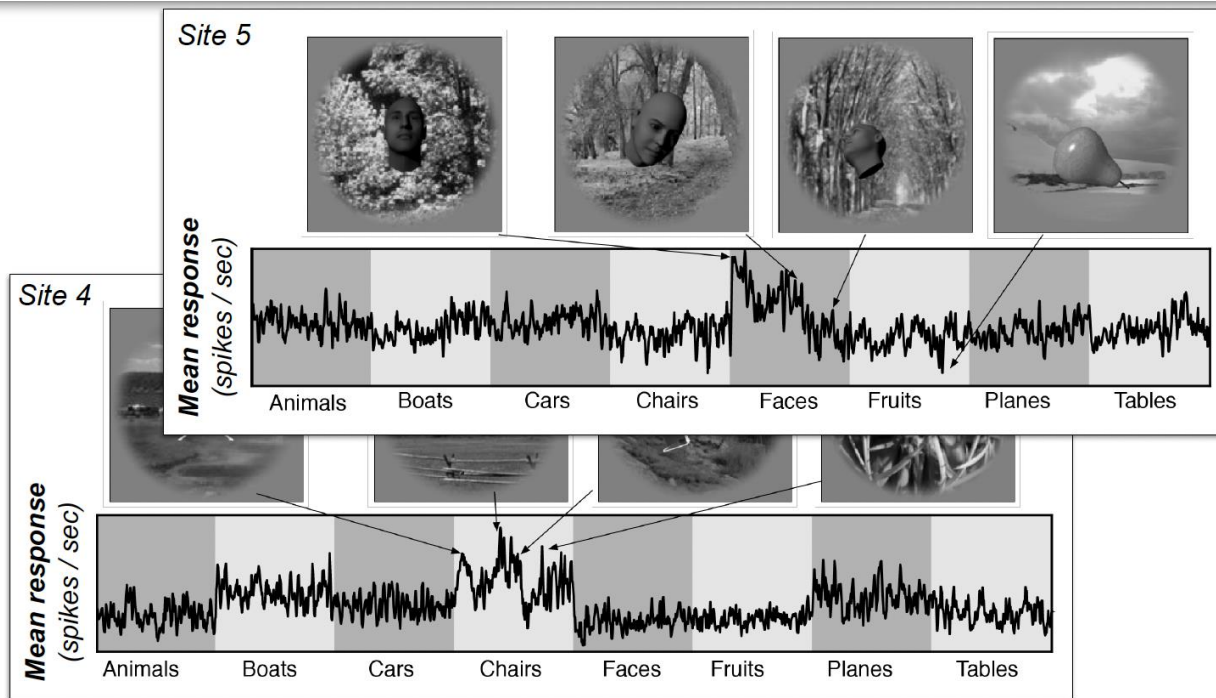 Site 5
Mean response
(spikes / sec)
Animals Boats Cars Chairs Faces Fruits Planes Tables
Site 4
Mean response
(spikes / sec)
Animals Boats Cars Chairs Faces Fruits Planes Tables